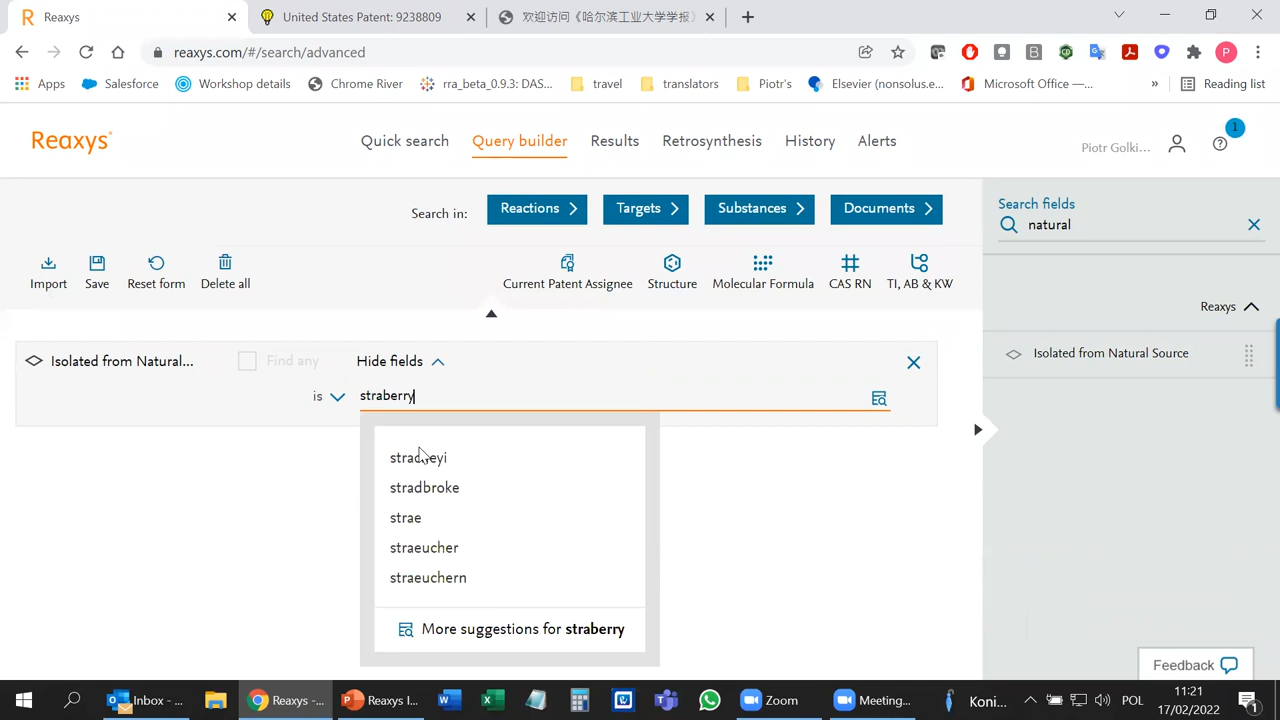 Reaxys
United States Patent: 9238809
欢迎访问《哈尔滨工业大学学报》
reaxys.com/#/search/advanced
P
Apps
Salesforce
Workshop details
Chrome River
rra_beta_0.9.3: DAS...
travel
translators
Piotr's
Elsevier (nonsolus.e...
Microsoft Office —...
»
Reading list
Reaxys®
Quick search
Query builder
Results
Retrosynthesis
History
Alerts
Piotr Golki...
1
Search in:
Reactions
Targets
Substances
Documents
Search fields
natural
Import
Save
Reset form
Delete all
Current Patent Assignee
Structure
Molecular Formula
CAS RN
TI, AB & KW
Reaxys
Isolated from Natural Source
Isolated from Natural...
Find any
Hide fields
is
straberry
stradbroke
strae
straeucher
straeuchern
More suggestions for straberry
Feedback
Inbox - ...
Reaxys -...
Reaxys I...
Zoom
Meeting...
Koni...
POL
11:21
17/02/2022
1